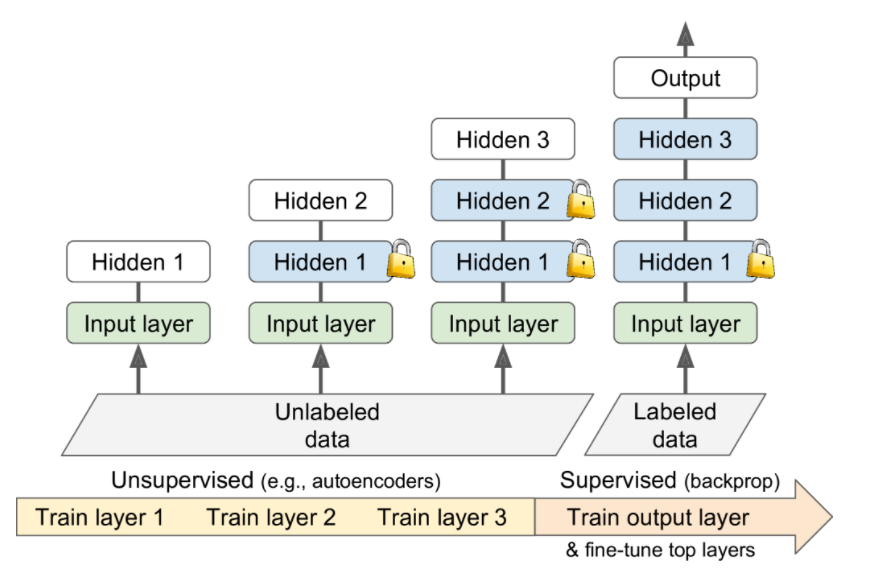 Output
Hidden 3
Hidden 3
Hidden 2
Hidden 2
Hidden 2
Hidden 1
Hidden 1
Hidden 1
Hidden 1
Input layer
Input layer
Input layer
Input layer
Unlabeled
data
Labeled
data
Unsupervised (e.g., autoencoders)
Supervised (backprop)
Train layer 1
Train layer 2
Train layer 3
Train output layer
& fine-tune top layers